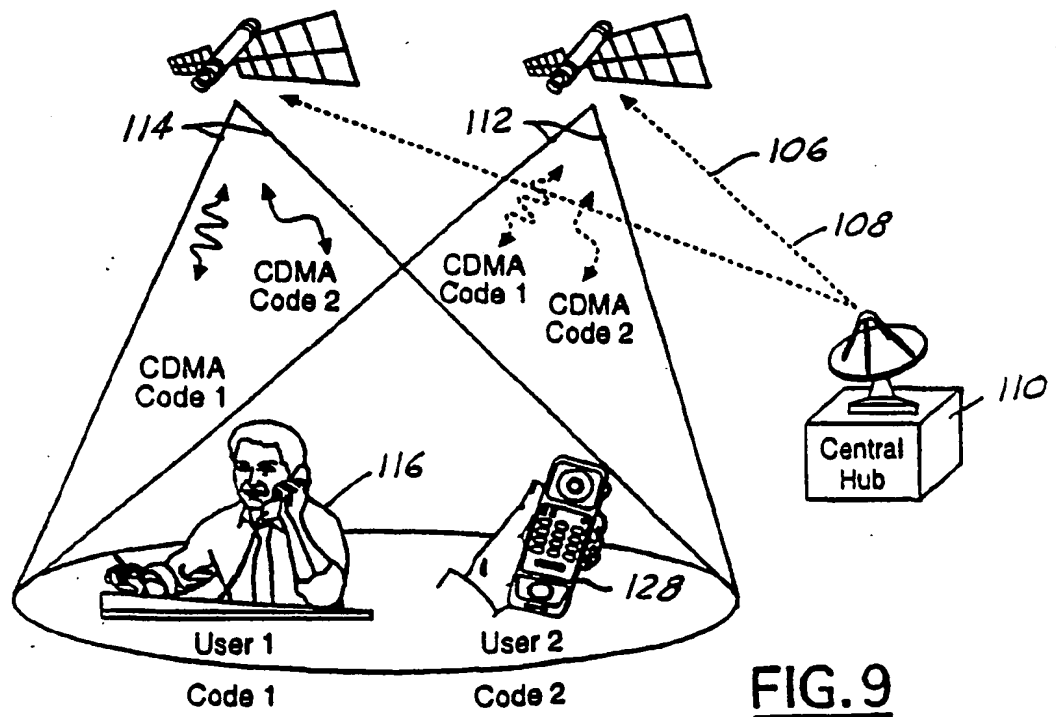 114
112
106
108
CDMA
Code 2
CDMA
Code 1
CDMA
Code 2
CDMA
Code 1
110
Central
Hub
116
128
User 1
User 2
Code 1
Code 2
FIG. 9